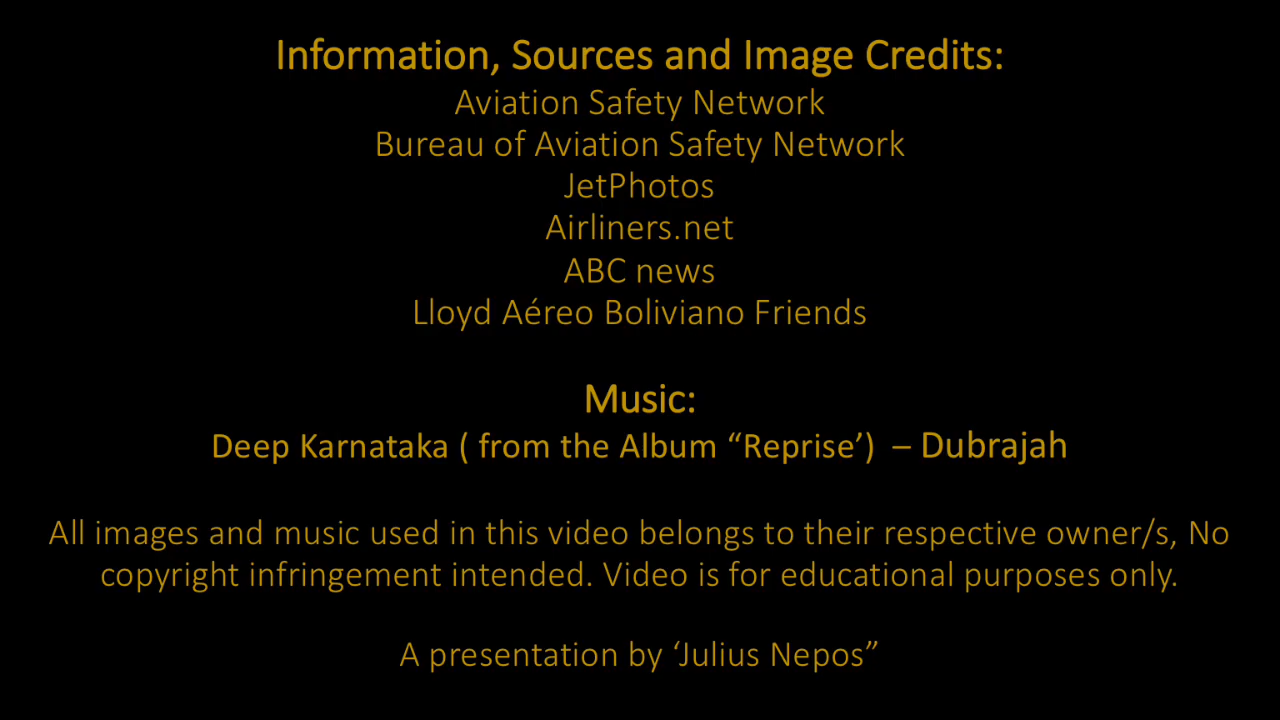 Information, Sources and Image Credits:
Aviation Safety Network
Bureau of Aviation Safety Network
JetPhotos
Airliners.net
ABC news
Lloyd Aéreo Boliviano Friends
Music:
Deep Karnataka ( from the Album “Reprise’)  – Dubrajah
All images and music used in this video belongs to their respective owner/s, No
copyright infringement intended. Video is for educational purposes only.
A presentation by ‘Julius Nepos”